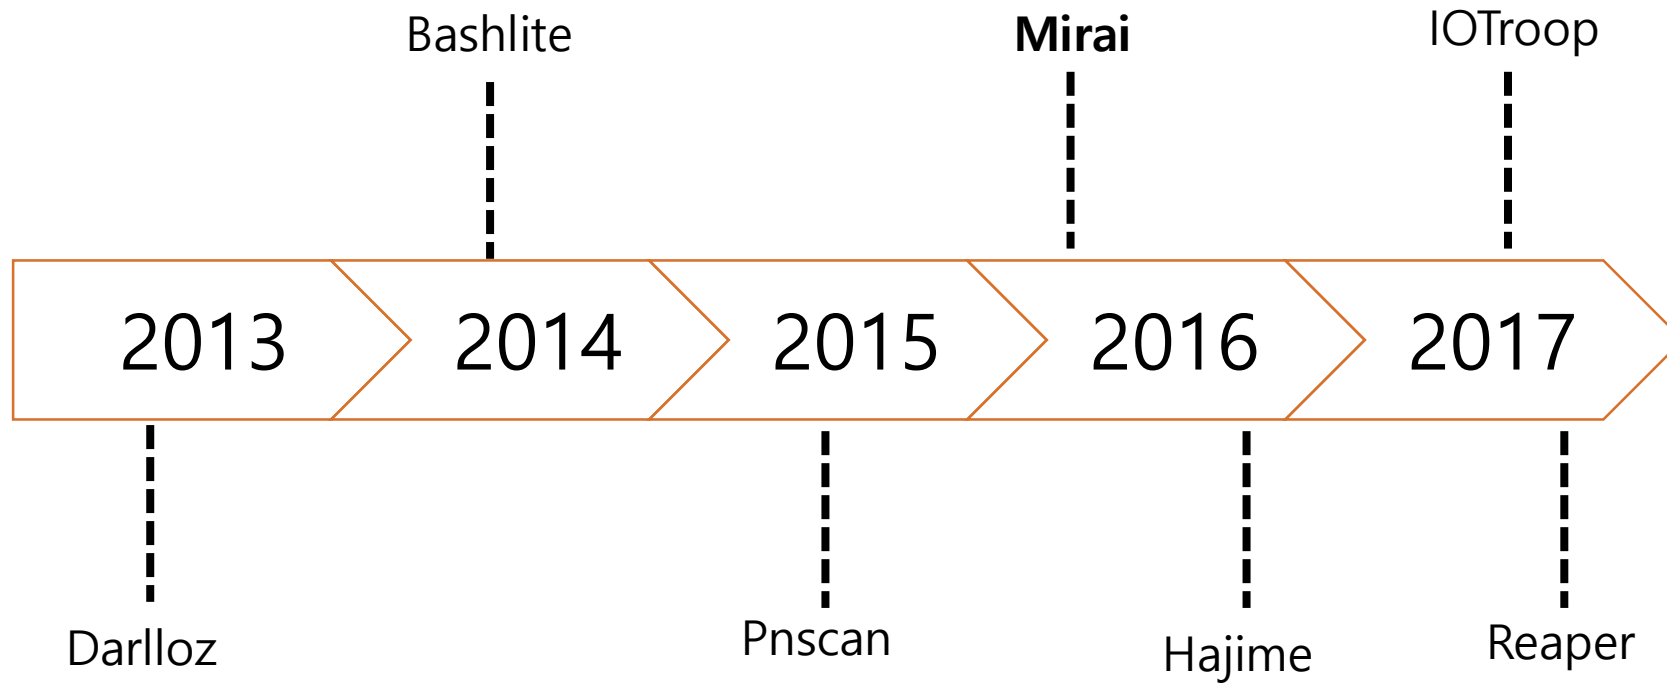 Bashlite
Mirai
IOTroop
2013
2014
2015
2016
2017
Darlloz
Pnscan
Hajime
Reaper